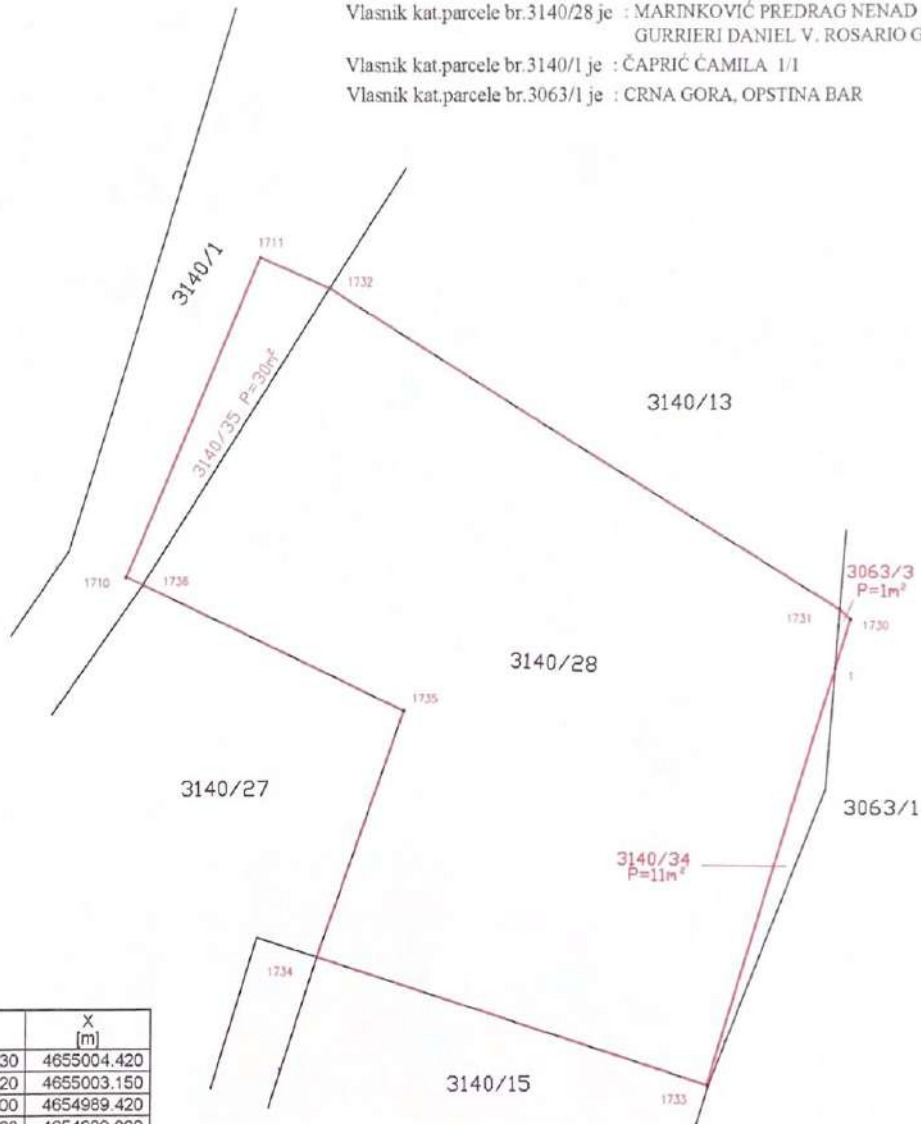 Vlasnik kat.parcele br.3140/28 je : MARINKOVIĆ PREDRAG NENAD
GURRIERI DANIEL V. ROSARIO G
Vlasnik kat.parcele br.3140/1 je : ČAPRIĆ ĆAMILA 1/1
Vlasnik kat.parcele br.3063/1 je : CRNA GORA, OPSTINA BAR
1711
3140/1
1732
3140/35 P=30m²
3140/13
3063/3
P=1m²
1710
1736
1731
1730
3140/28
1
1735
3140/27
3063/1
3140/34
P=11m²
1734
3140/15
1733
X
[m]
30 4655004.420
20 4655003.150
00 4654989.420